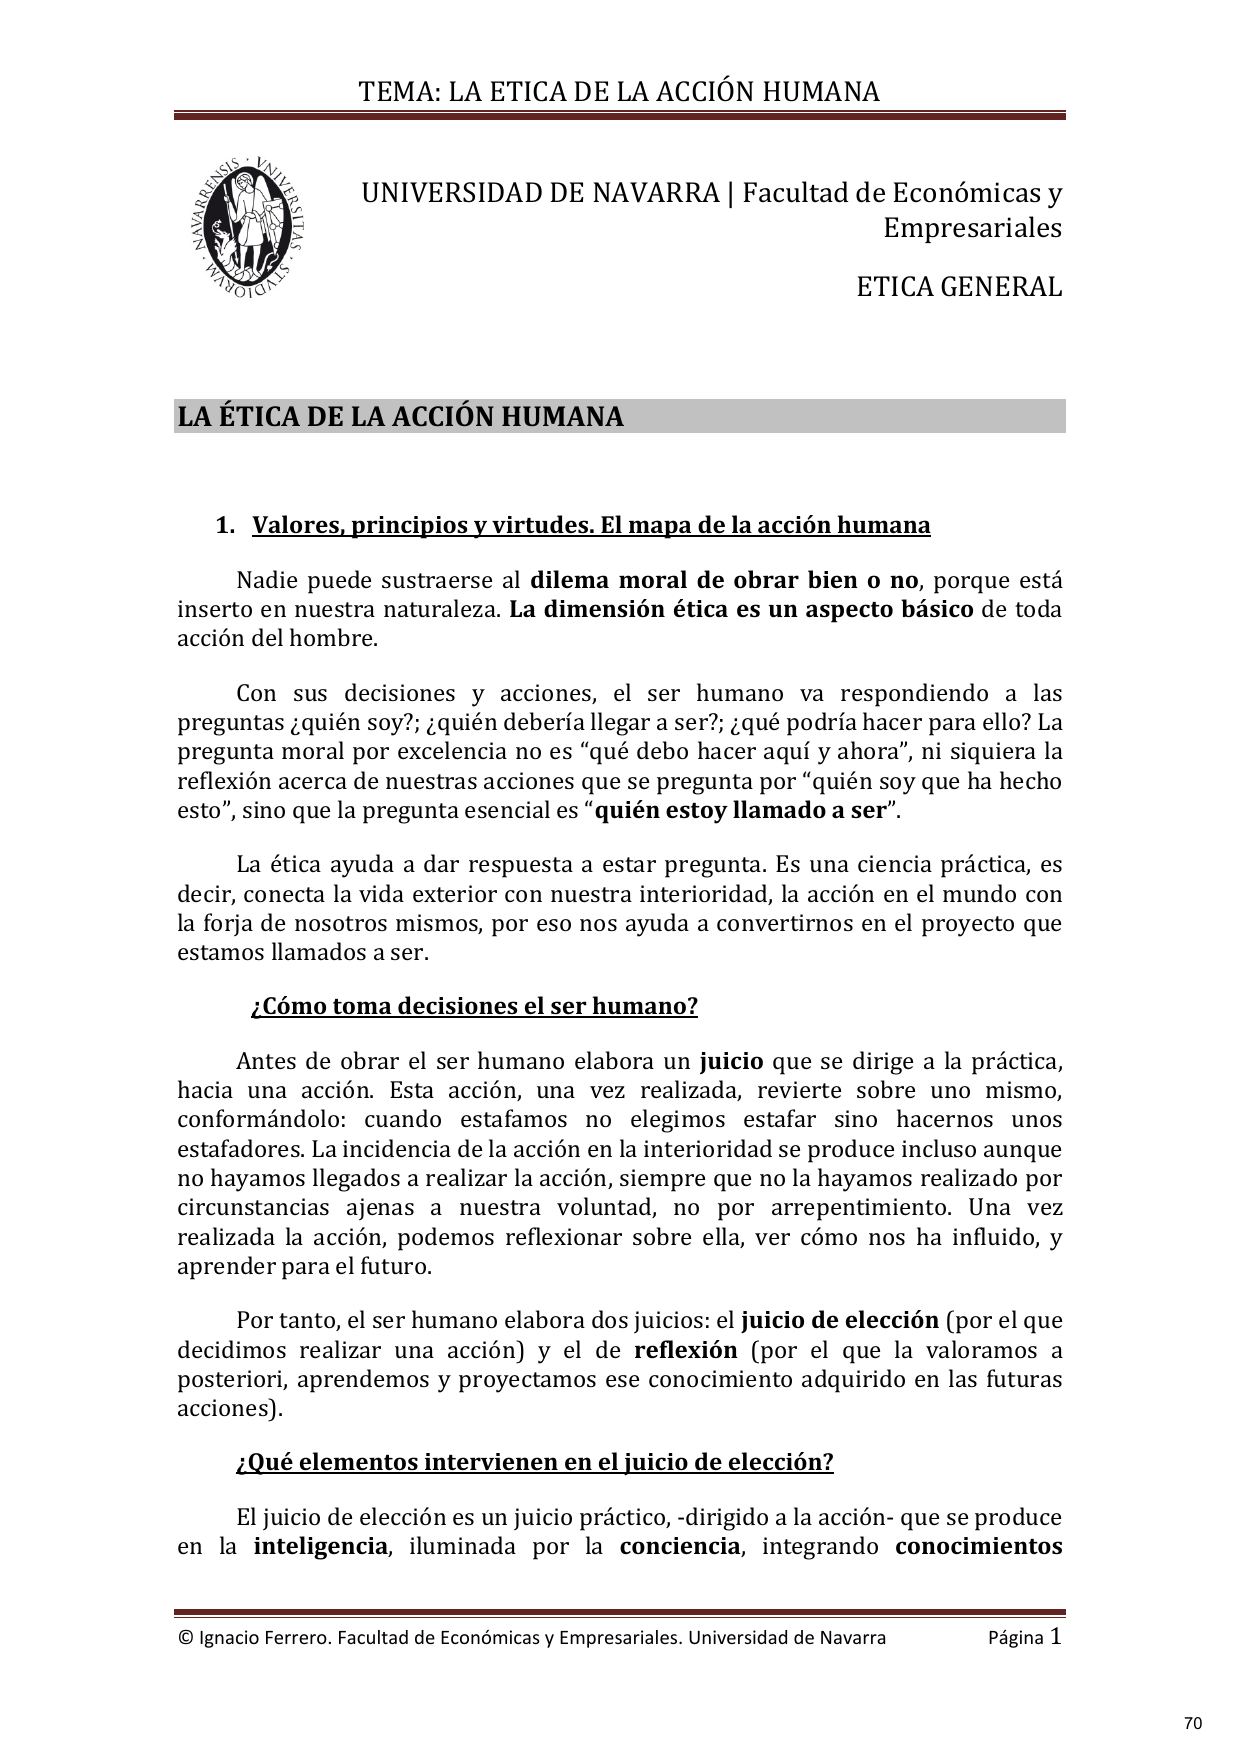 TEMA: LA ETICA DE LA ACCIÓN HUMANA
VNIVERSITAS · STVDIORVM · NAVARRENSIS ·
UNIVERSIDAD DE NAVARRA | Facultad de Económicas y
Empresariales
ETICA GENERAL
LA ÉTICA DE LA ACCIÓN HUMANA
1. Valores, principios y virtudes. El mapa de la acción humana
Nadie puede sustraerse al dilema moral de obrar bien o no, porque está
inserto en nuestra naturaleza. La dimensión ética es un aspecto básico de toda
acción del hombre.
Con sus decisiones y acciones, el ser humano va respondiendo a las
preguntas ¿quién soy?; ¿quién debería llegar a ser?; ¿qué podría hacer para ello? La
pregunta moral por excelencia no es “qué debo hacer aquí y ahora”, ni siquiera la
reflexión acerca de nuestras acciones que se pregunta por “quién soy que ha hecho
esto”, sino que la pregunta esencial es “quién estoy llamado a ser”.
La ética ayuda a dar respuesta a estar pregunta. Es una ciencia práctica, es
decir, conecta la vida exterior con nuestra interioridad, la acción en el mundo con
la forja de nosotros mismos, por eso nos ayuda a convertirnos en el proyecto que
estamos llamados a ser.
¿Cómo toma decisiones el ser humano?
Antes de obrar el ser humano elabora un juicio que se dirige a la práctica,
hacia una acción. Esta acción, una vez realizada, revierte sobre uno mismo,
conformándolo: cuando estafamos no elegimos estafar sino hacernos unos
estafadores. La incidencia de la acción en la interioridad se produce incluso aunque
no hayamos llegados a realizar la acción, siempre que no la hayamos realizado por
circunstancias ajenas a nuestra voluntad, no por arrepentimiento. Una vez
realizada la acción, podemos reflexionar sobre ella, ver cómo nos ha influido, y
aprender para el futuro.
Por tanto, el ser humano elabora dos juicios: el juicio de elección (por el que
decidimos realizar una acción) y el de reflexión (por el que la valoramos a
posteriori, aprendemos y proyectamos ese conocimiento adquirido en las futuras
acciones).
¿Qué elementos intervienen en el juicio de elección?
El juicio de elección es un juicio práctico, -dirigido a la acción- que se produce
en la inteligencia, iluminada por la conciencia, integrando conocimientos
© Ignacio Ferrero. Facultad de Económicas y Empresariales. Universidad de Navarra Página 1
70